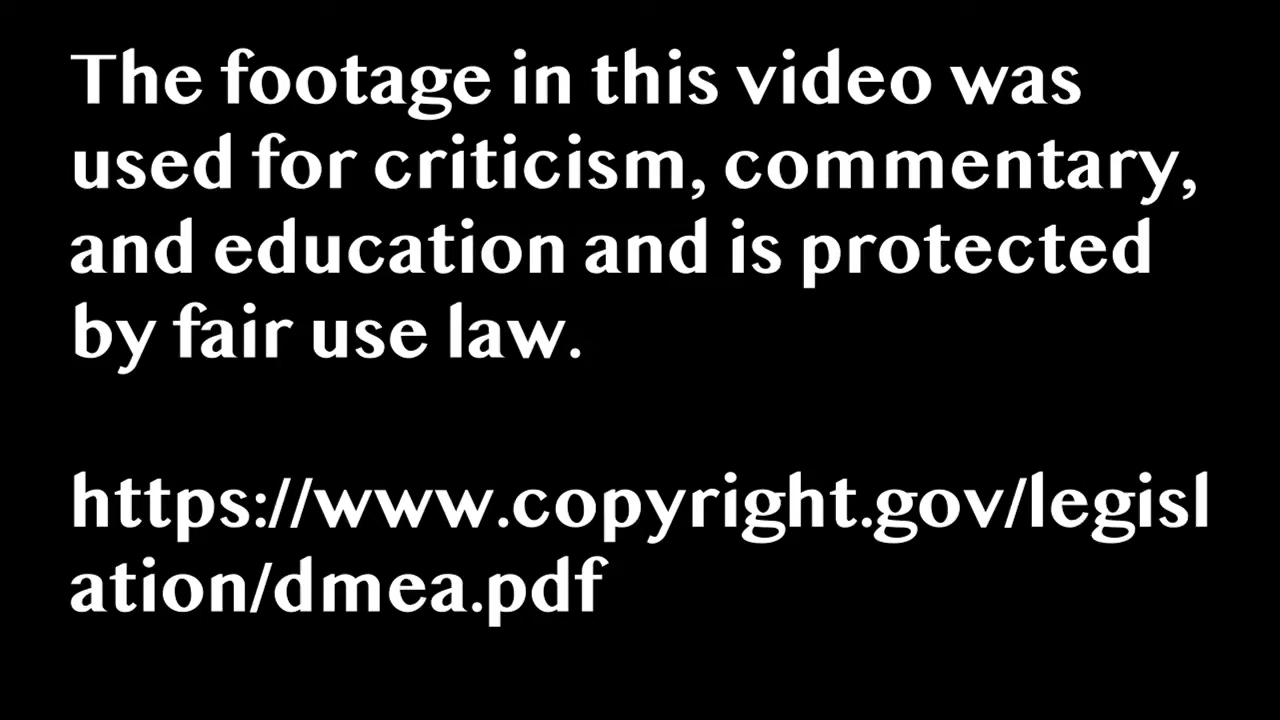 The footage in this video was
used for criticism, commentary,
and education and is protected
by fair use law.
https://www.copyright.gov/legisl
ation/dmea.pdf